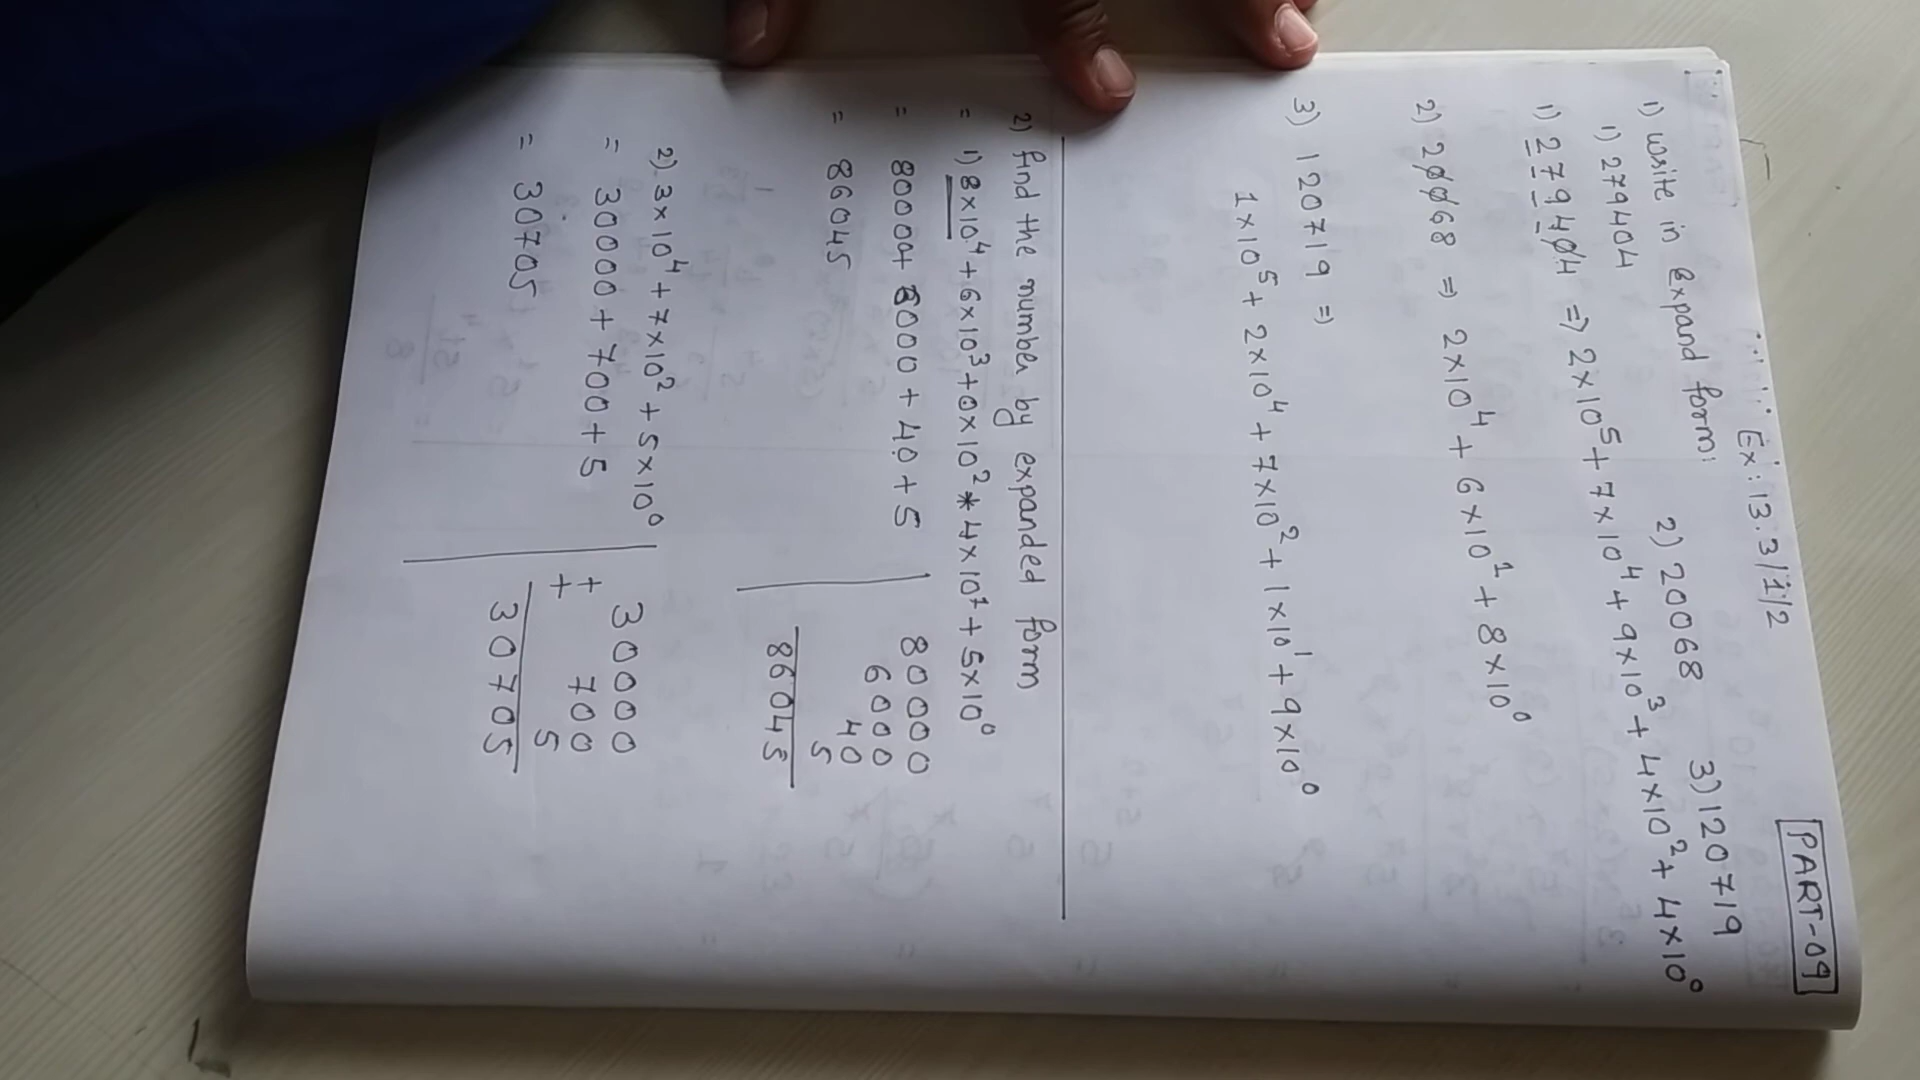 PART-09
Ex: 13.3/1/2
1) write in Expand form:
1) 279404 2) 20068 3) 120719
1) 279404 => 2×10⁵ + 7×10⁴ + 9×10³ + 4×10² + 4×10⁰
2) 20068 => 2×10⁴ + 6×10¹ + 8×10⁰
3) 120719 =>
1×10⁵ + 2×10⁴ + 7×10² + 1×10¹ + 9×10⁰
2) find the number by expanded form
= 1) 8×10⁴ + 6×10³ + 0×10² * 4×10¹ + 5×10⁰
= 80000 + 6000 + 40 + 5
= 86045
80000
6000
40
5
86045
2) 3×10⁴ + 7×10² + 5×10⁰
= 30000 + 700 + 5
= 30705
30000
+ 700
+ 5
30705